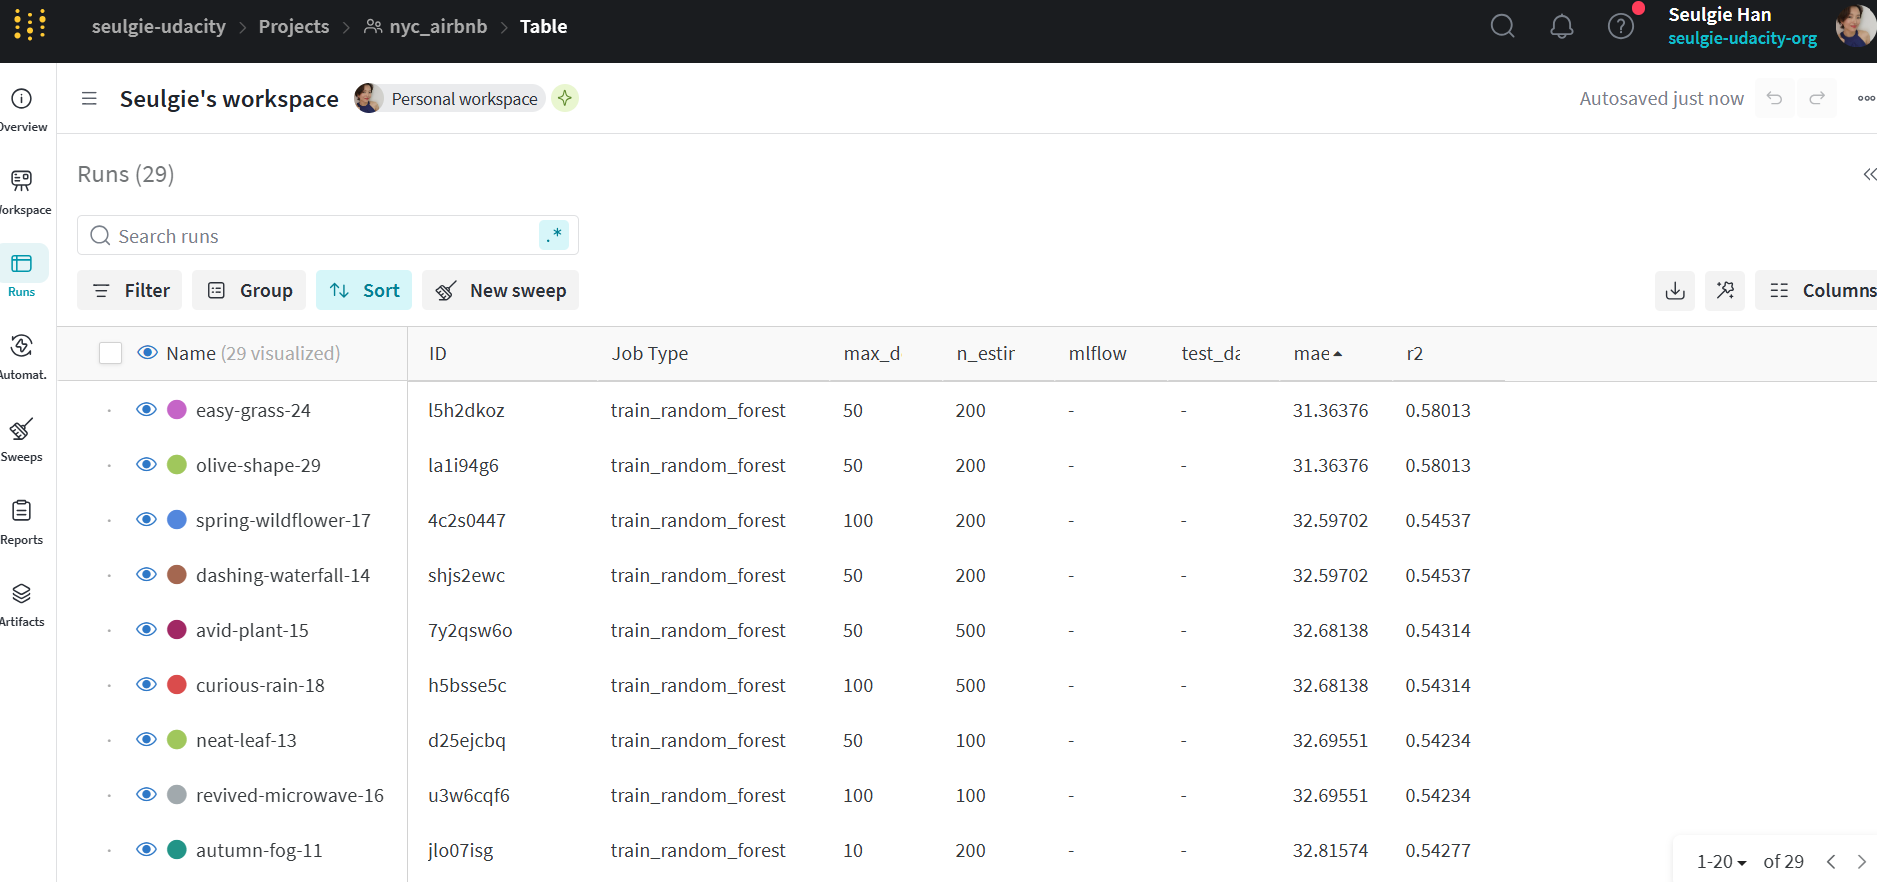 seulgie-udacity > Projects > nyc_airbnb > Table
Seulgie Han
seulgie-udacity-org
Seulgie's workspace Personal workspace Autosaved just now
Overview
Workspace
Runs
Automat.
Sweeps
Reports
Artifacts
Runs (29)
Search runs .*
Filter Group Sort New sweep Columns
Name (29 visualized) ID Job Type max_d n_estir mlflow test_da mae r2
easy-grass-24 l5h2dkoz train_random_forest 50 200 - - 31.36376 0.58013
olive-shape-29 la1i94g6 train_random_forest 50 200 - - 31.36376 0.58013
spring-wildflower-17 4c2s0447 train_random_forest 100 200 - - 32.59702 0.54537
dashing-waterfall-14 shjs2ewc train_random_forest 50 200 - - 32.59702 0.54537
avid-plant-15 7y2qsw6o train_random_forest 50 500 - - 32.68138 0.54314
curious-rain-18 h5bsse5c train_random_forest 100 500 - - 32.68138 0.54314
neat-leaf-13 d25ejcbq train_random_forest 50 100 - - 32.69551 0.54234
revived-microwave-16 u3w6cqf6 train_random_forest 100 100 - - 32.69551 0.54234
autumn-fog-11 jlo07isg train_random_forest 10 200 - - 32.81574 0.54277
1-20 of 29